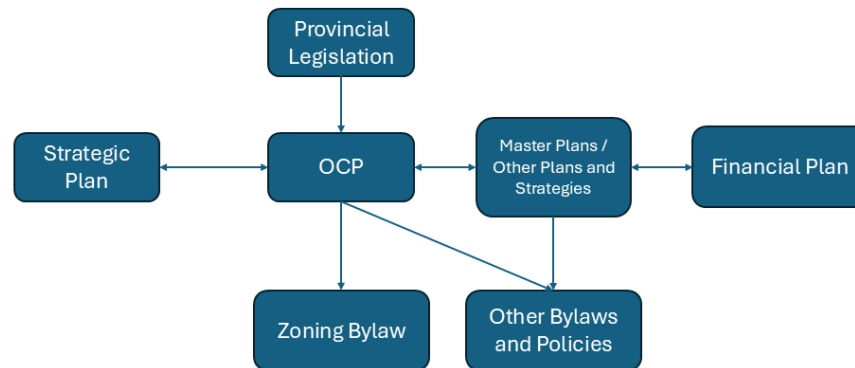 Provincial
Legislation
Strategic
Plan
OCP
Master Plans /
Other Plans and
Strategies
Financial Plan
Zoning Bylaw
Other Bylaws
and Policies